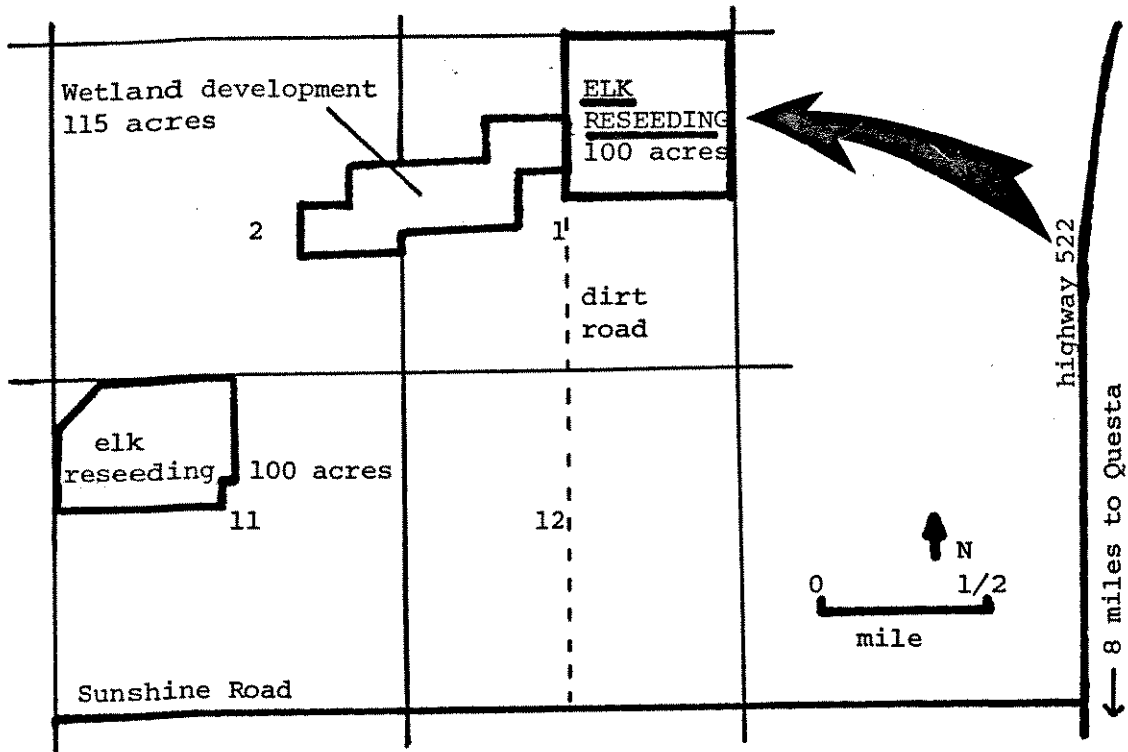 Wetland development
115 acres
ELK
RESEEDING
100 acres
2
1
dirt
road
highway 522
elk
reseeding
100 acres
11
12
N
0 1/2
mile
8 miles to Questa
Sunshine Road